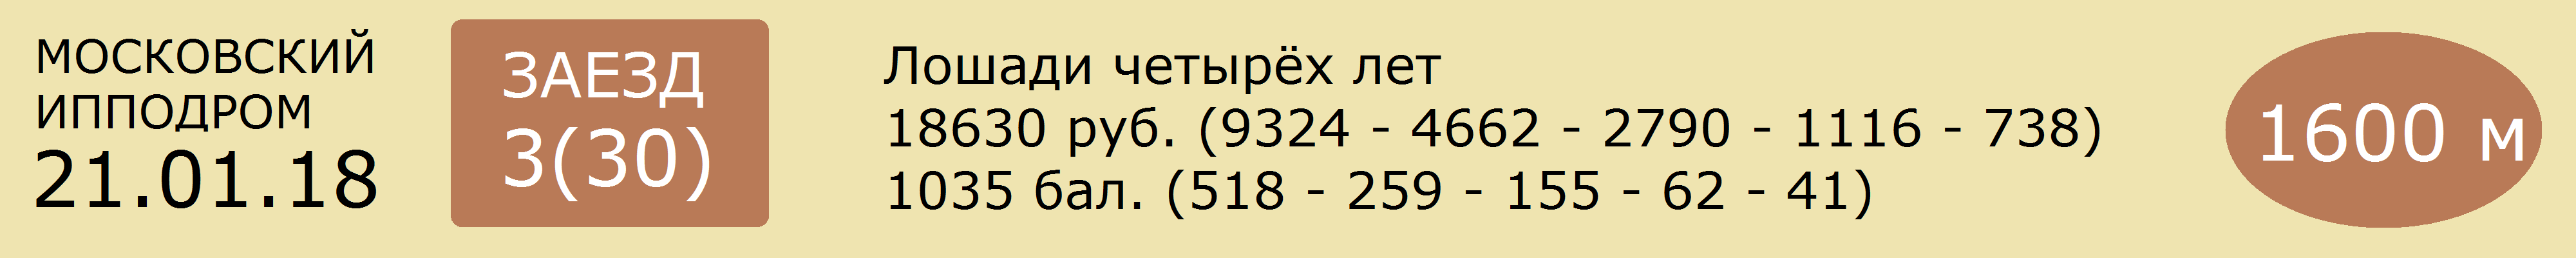 МОСКОВСКИЙ
ИППОДРОМ
21.01.18
ЗАЕЗД
3(30)
Лошади четырёх лет
18630 руб. (9324 - 4662 - 2790 - 1116 - 738)
1035 бал. (518 - 259 - 155 - 62 - 41)
1600 м